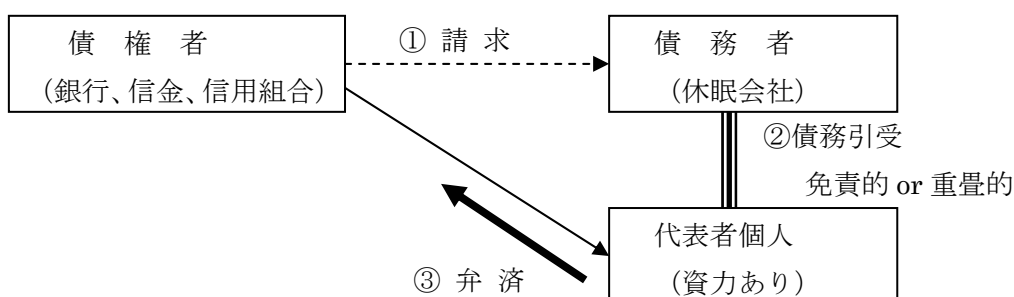 債 権 者
(銀行、信金、信用組合)
① 請 求
債 務 者
(休眠会社)
②債務引受
免責的 or 重畳的
代表者個人
(資力あり)
③ 弁 済